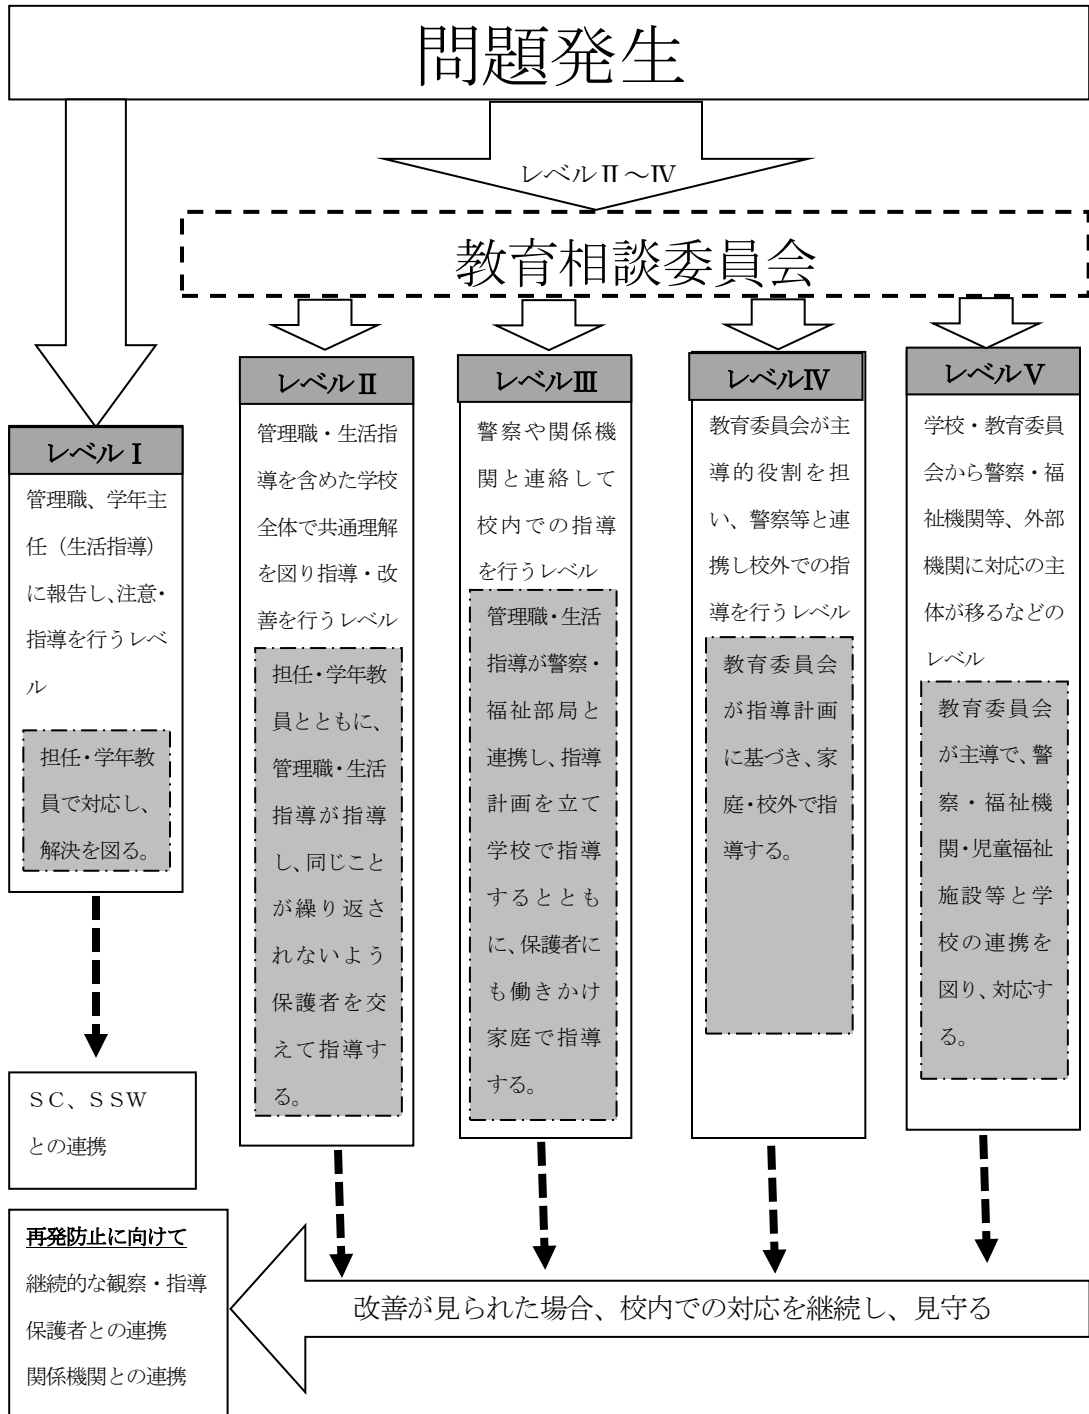 問題発生
レベルⅡ～Ⅳ
教育相談委員会
レベルⅠ
管理職、学年主
任（生活指導）
に報告し、注意・
指導を行うレベ
ル
担任・学年教
員で対応し、
解決を図る。
レベルⅡ
管理職・生活指
導を含めた学校
全体で共通理解
を図り指導・改
善を行うレベル
担任・学年教
員とともに、
管理職・生活
指導が指導
し、同じこと
が繰り返さ
れないよう
保護者を交
えて指導す
る。
レベルⅢ
警察や関係機
関と連絡して
校内での指導
を行うレベル
管理職・生活
指導が警察・
福祉部局と
連携し、指導
計画を立て
学校で指導
するととも
に、保護者に
も働きかけ
家庭で指導
する。
レベルⅣ
教育委員会が主
導的役割を担
い、警察等と連
携し校外での指
導を行うレベル
教育委員会
が指導計画
に基づき、家
庭・校外で指
導する。
レベルⅤ
学校・教育委員
会から警察・福
祉機関等、外部
機関に対応の主
体が移るなどの
レベル
教育委員会
が主導で、警
察・福祉機
関・児童福祉
施設等と学
校の連携を
図り、対応す
る。
ＳＣ、ＳＳＷ
との連携
再発防止に向けて
継続的な観察・指導
保護者との連携
関係機関との連携
改善が見られた場合、校内での対応を継続し、見守る